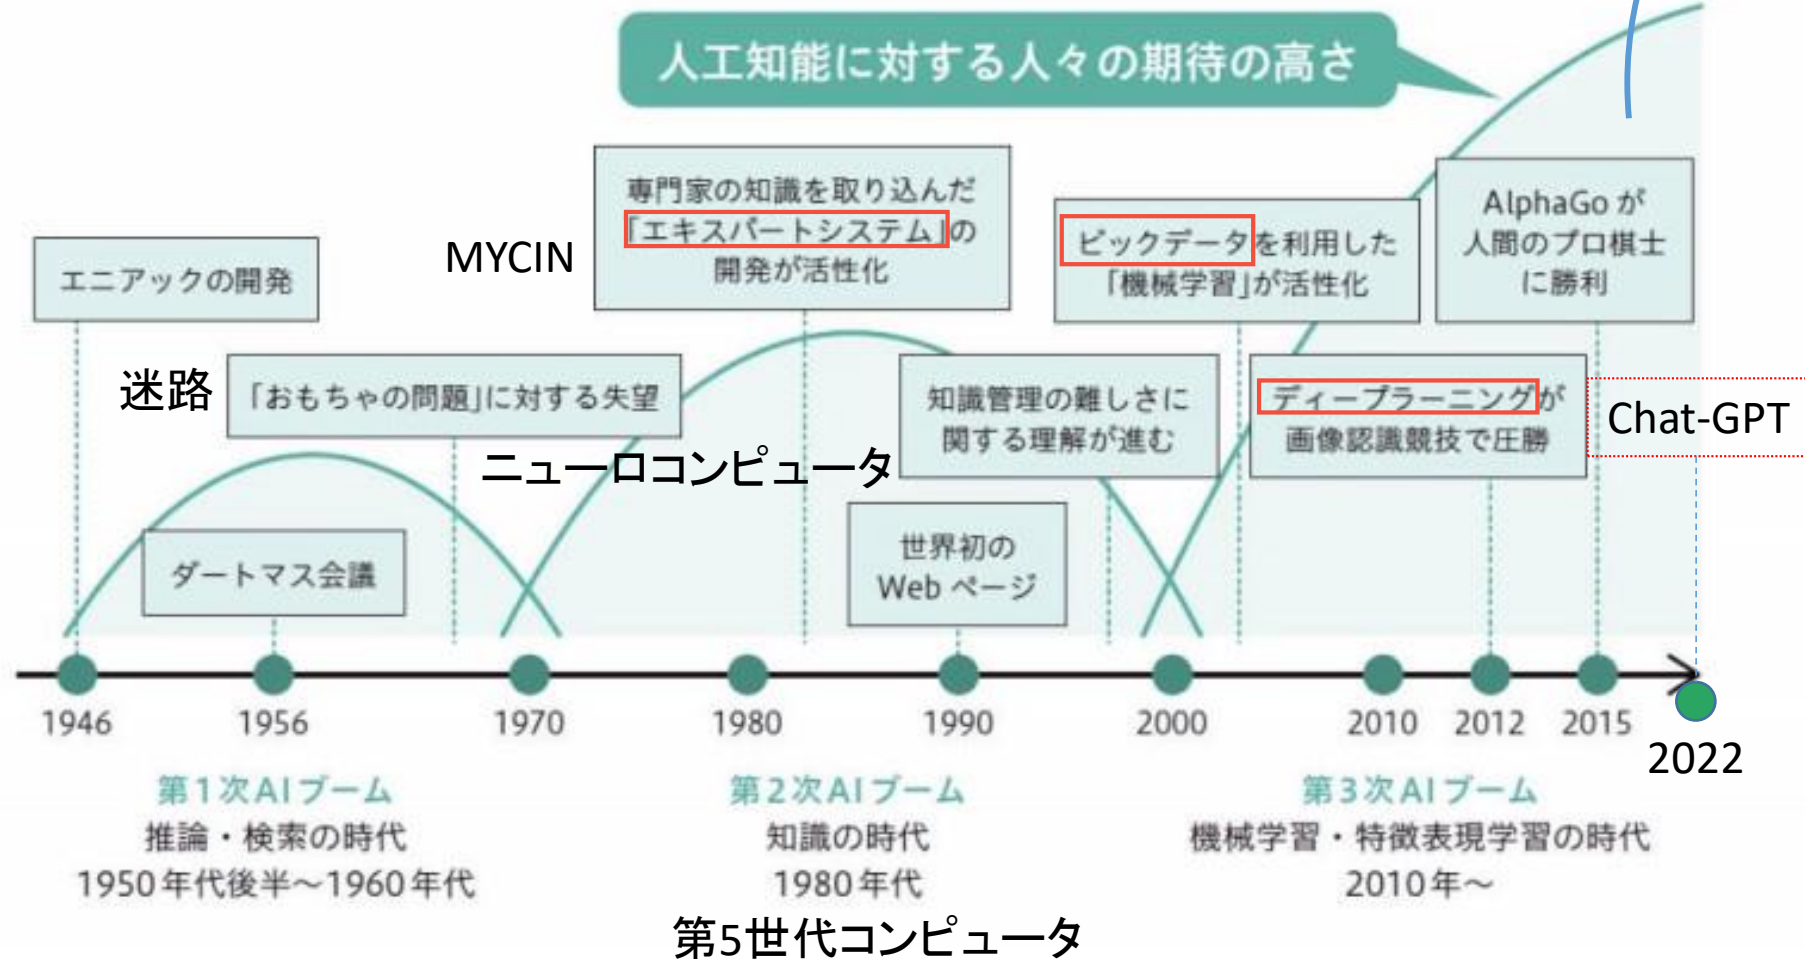 人工知能に対する人々の期待の高さ
専門家の知識を取り込んだ
「エキスパートシステム」の
開発が活性化
MYCIN
エニアックの開発
ビックデータを利用した
「機械学習」が活性化
AlphaGo が
人間のプロ棋士
に勝利
迷路
「おもちゃの問題」に対する失望
知識管理の難しさに
関する理解が進む
ディープラーニングが
画像認識競技で圧勝
Chat-GPT
ニューロコンピュータ
ダートマス会議
世界初の
Web ページ
1946
1956
1970
1980
1990
2000
2010
2012
2015
2022
第1次AIブーム
推論・検索の時代
1950年代後半～1960年代
第2次AIブーム
知識の時代
1980年代
第3次AIブーム
機械学習・特徴表現学習の時代
2010年～
第5世代コンピュータ